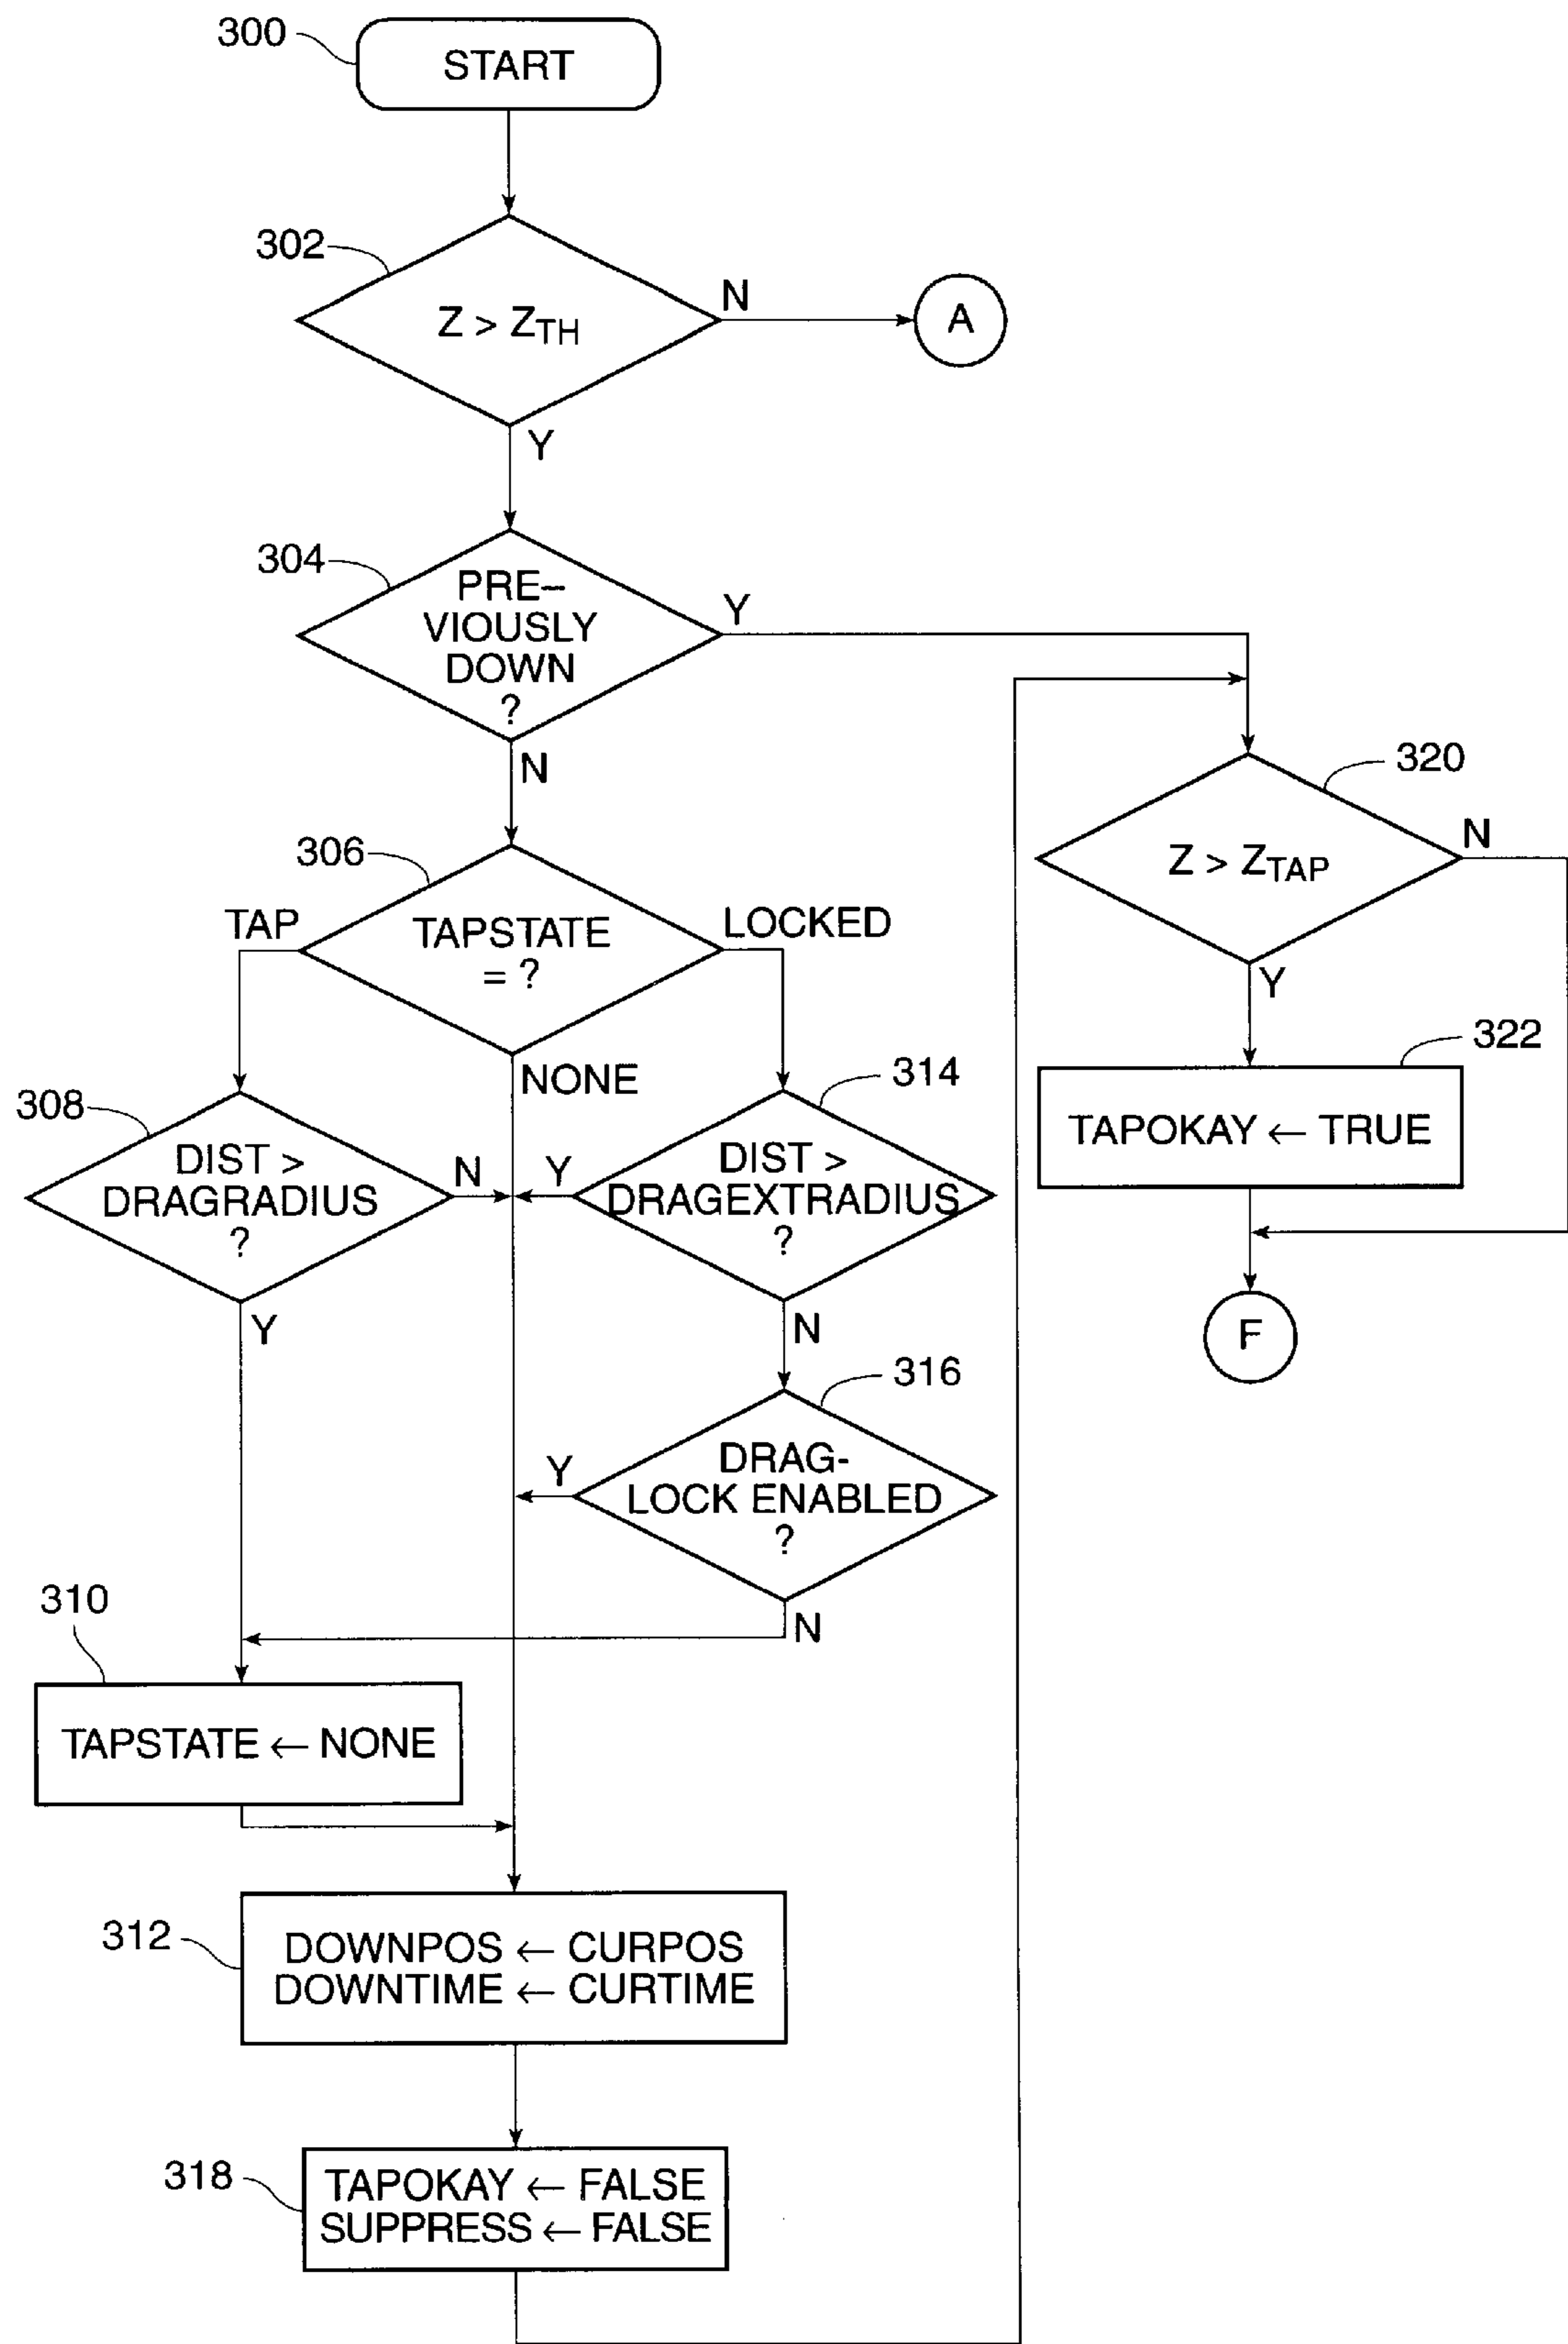 300
START
302
Z > ZTH
N
A
Y
304
PRE–
VIOUSLY
DOWN
?
Y
N
306
TAPSTATE
= ?
TAP
LOCKED
NONE
308
DIST >
DRAGRADIUS
?
N
Y
314
DIST >
DRAGEXTRADIUS
?
Y
N
316
DRAG-
LOCK ENABLED
?
Y
N
310
TAPSTATE ← NONE
312
DOWNPOS ← CURPOS
DOWNTIME ← CURTIME
318
TAPOKAY ← FALSE
SUPPRESS ← FALSE
320
Z > ZTAP
N
Y
322
TAPOKAY ← TRUE
F